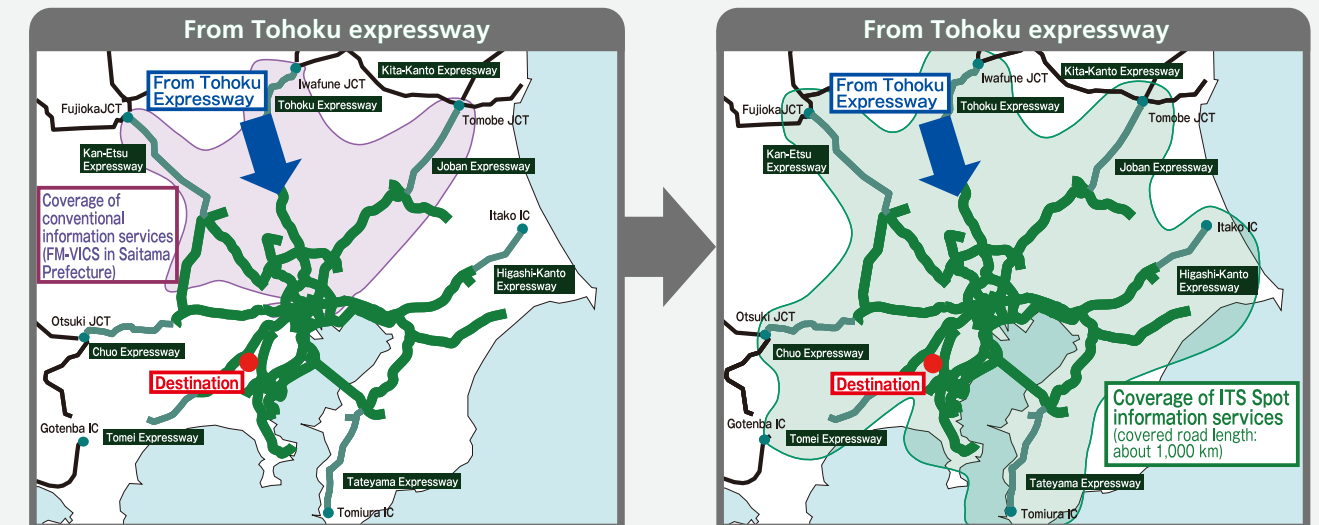 From Tohoku expressway
Kita-Kanto Expressway
Iwafune JCT
From Tohoku
Expressway
Tohoku Expressway
FujiokaJCT
Tomobe JCT
Kan-Etsu
Expressway
Joban Expressway
Coverage of
conventional
information services
(FM-VICS in Saitama
Prefecture)
Itako IC
Higashi-Kanto
Expressway
Otsuki JCT
Chuo Expressway
Destination
Gotenba IC
Tomei Expressway
Tateyama Expressway
Tomiura IC
From Tohoku expressway
Kita-Kanto Expressway
Iwafune JCT
From Tohoku
Expressway
Tohoku Expressway
FujiokaJCT
Tomobe JCT
Kan-Etsu
Expressway
Joban Expressway
Itako IC
Higashi-Kanto
Expressway
Otsuki JCT
Chuo Expressway
Destination
Coverage of ITS Spot
information services
(covered road length:
about 1,000 km)
Gotenba IC
Tomei Expressway
Tateyama Expressway
Tomiura IC